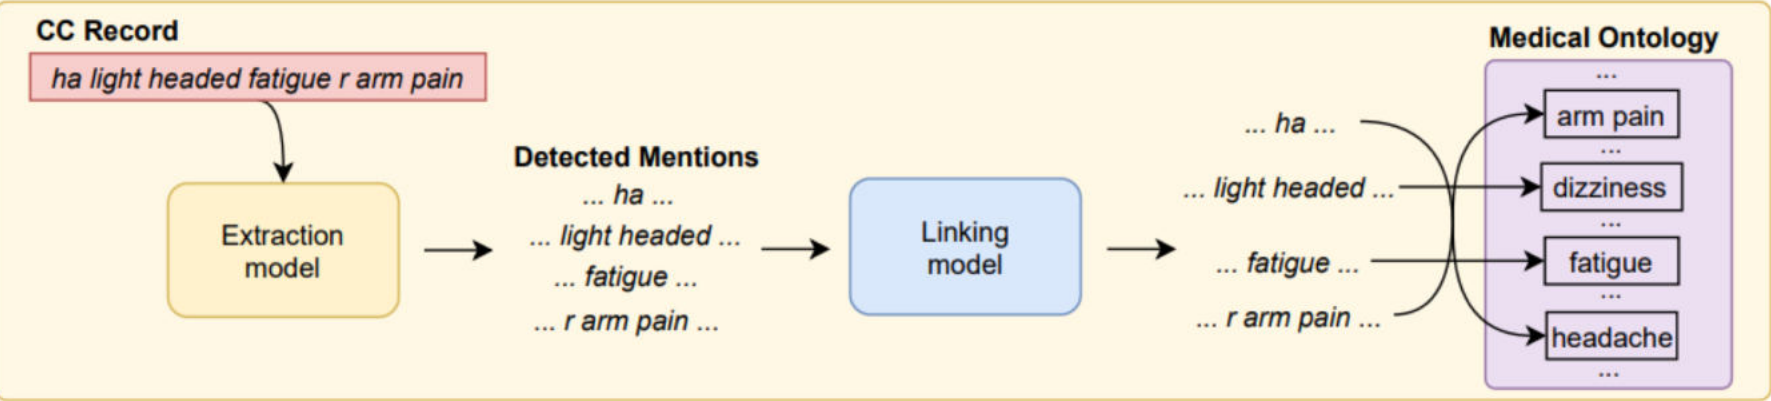 CC Record
ha light headed fatigue r arm pain
Extraction
model
Detected Mentions
... ha ...
... light headed ...
... fatigue ...
... r arm pain ...
Linking
model
... ha ...
... light headed ...
... fatigue ...
... r arm pain ...
Medical Ontology
...
arm pain
...
dizziness
...
fatigue
...
headache
...